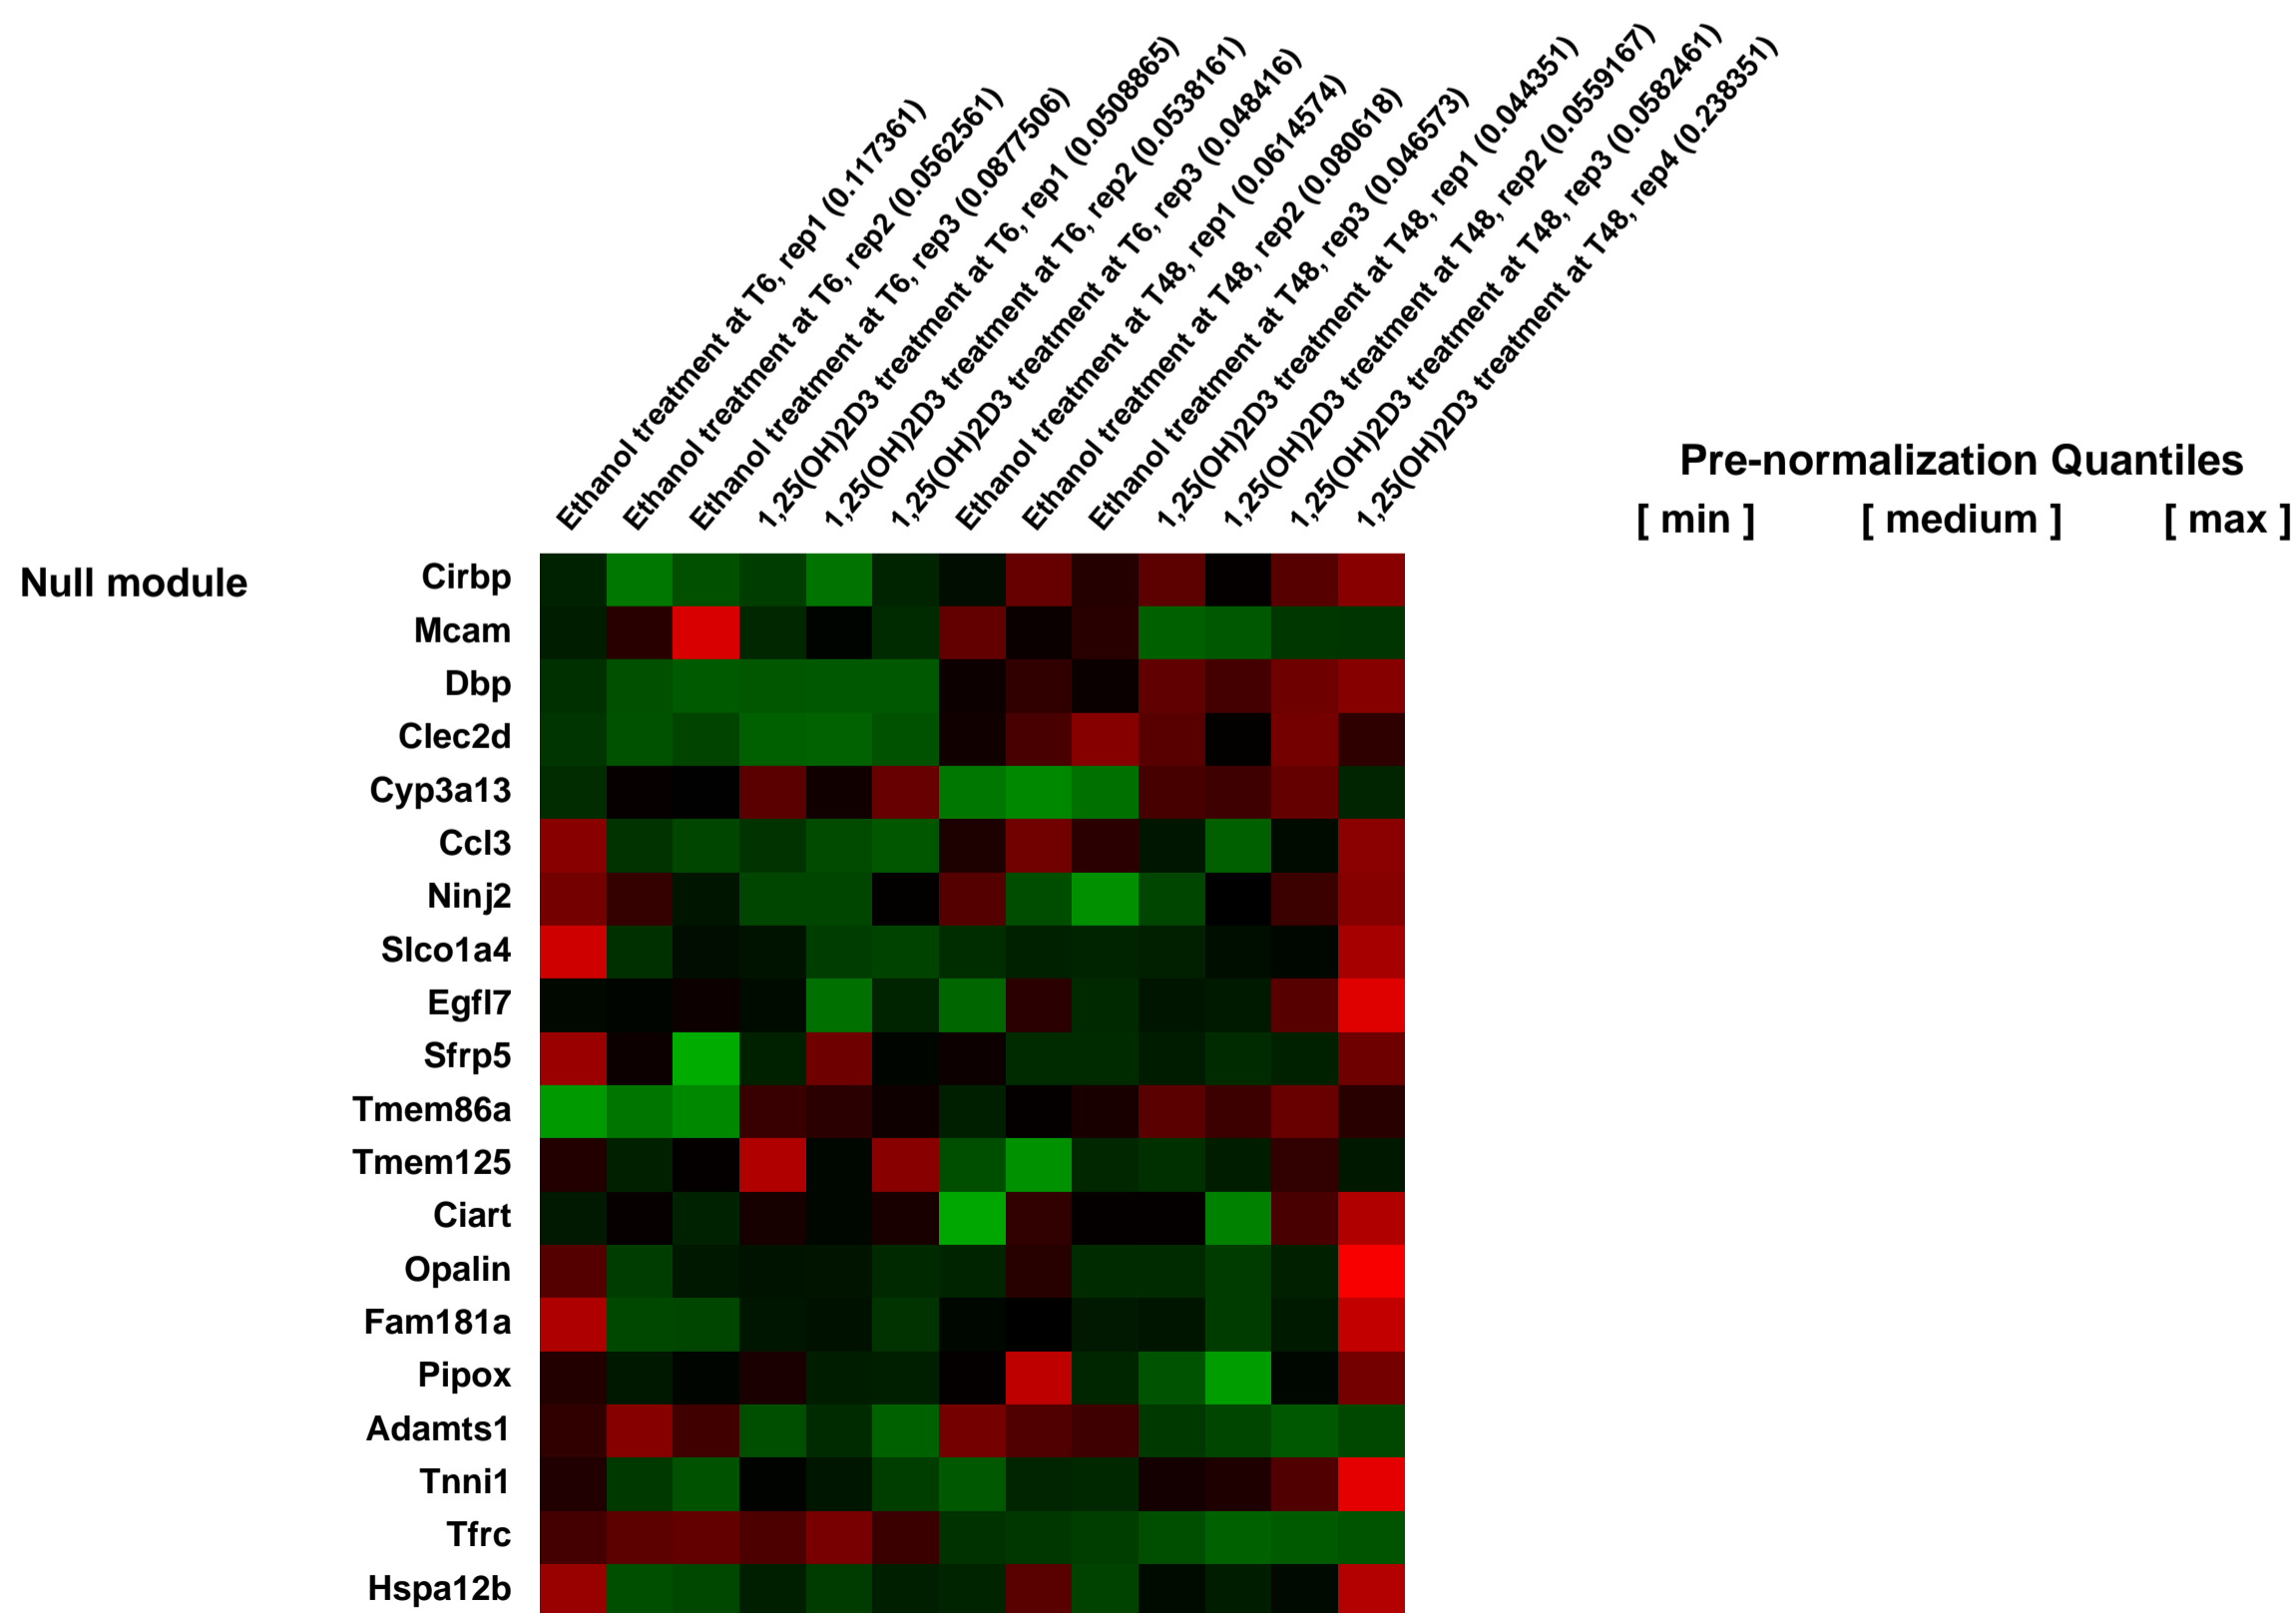 Ethanol treatment at T6, rep1 (0.117361)
Ethanol treatment at T6, rep2 (0.0562561)
Ethanol treatment at T6, rep3 (0.0877506)
1,25(OH)2D3 treatment at T6, rep1 (0.0508865)
1,25(OH)2D3 treatment at T6, rep2 (0.0538161)
1,25(OH)2D3 treatment at T6, rep3 (0.048416)
Ethanol treatment at T48, rep1 (0.0614574)
Ethanol treatment at T48, rep2 (0.080618)
Ethanol treatment at T48, rep3 (0.046573)
1,25(OH)2D3 treatment at T48, rep1 (0.044351)
1,25(OH)2D3 treatment at T48, rep2 (0.0559167)
1,25(OH)2D3 treatment at T48, rep3 (0.0582461)
1,25(OH)2D3 treatment at T48, rep4 (0.238351)
Pre-normalization Quantiles
[ min ] [ medium ] [ max ]
Null module
Cirbp
Mcam
Dbp
Clec2d
Cyp3a13
Ccl3
Ninj2
Slco1a4
Egfl7
Sfrp5
Tmem86a
Tmem125
Ciart
Opalin
Fam181a
Pipox
Adamts1
Tnni1
Tfrc
Hspa12b